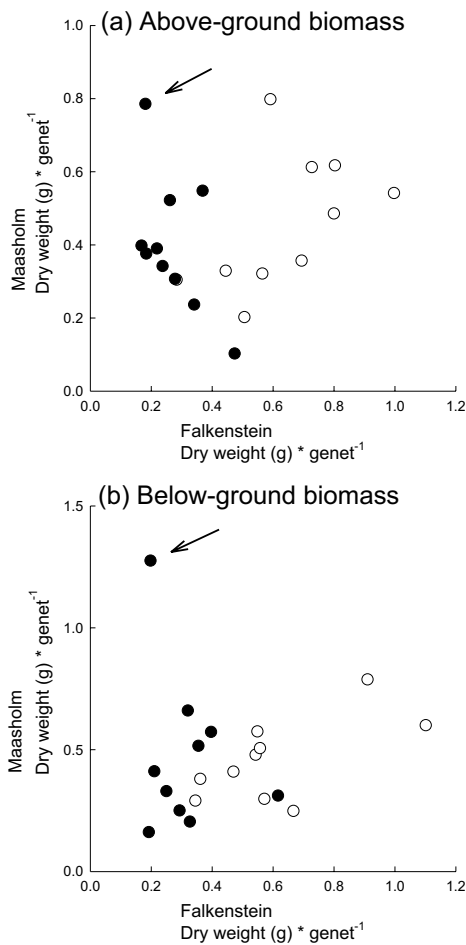 (a) Above-ground biomass
1.0
0.8
0.6
0.4
0.2
0.0
Maasholm
Dry weight (g) * genet⁻¹
0.0 0.2 0.4 0.6 0.8 1.0 1.2
Falkenstein
Dry weight (g) * genet⁻¹
(b) Below-ground biomass
1.5
1.0
0.5
0.0
Maasholm
Dry weight (g) * genet⁻¹
0.0 0.2 0.4 0.6 0.8 1.0 1.2
Falkenstein
Dry weight (g) * genet⁻¹